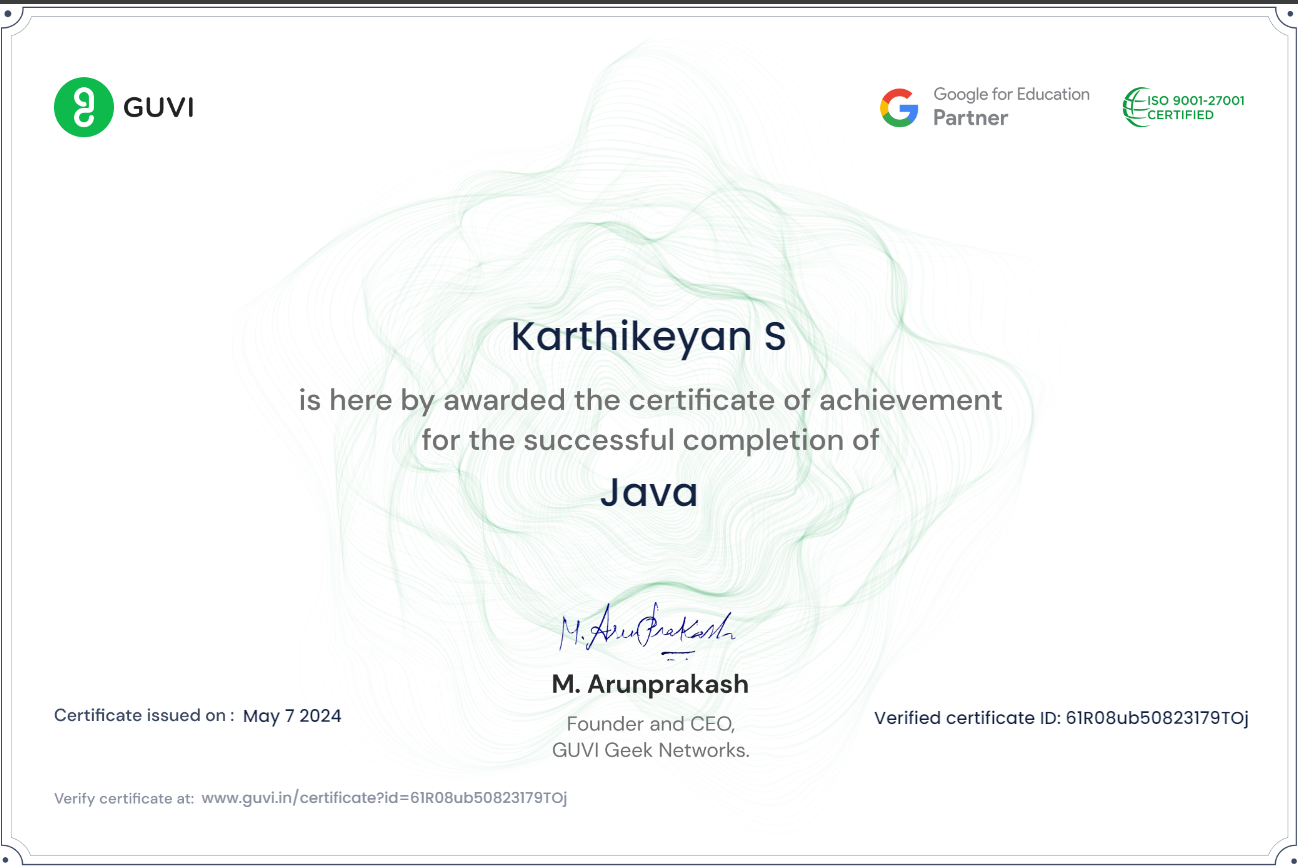 GUVI
Google for Education
Partner
ISO 9001-27001
CERTIFIED
Karthikeyan S
is here by awarded the certificate of achievement
for the successful completion of
Java
M. Arunprakash
M. Arunprakash
Founder and CEO,
GUVI Geek Networks.
Certificate issued on : May 7 2024
Verified certificate ID: 61R08ub50823179TOj
Verify certificate at: www.guvi.in/certificate?id=61R08ub50823179TOj